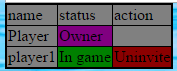 name status action
Player Owner
player1 In game Uninvite